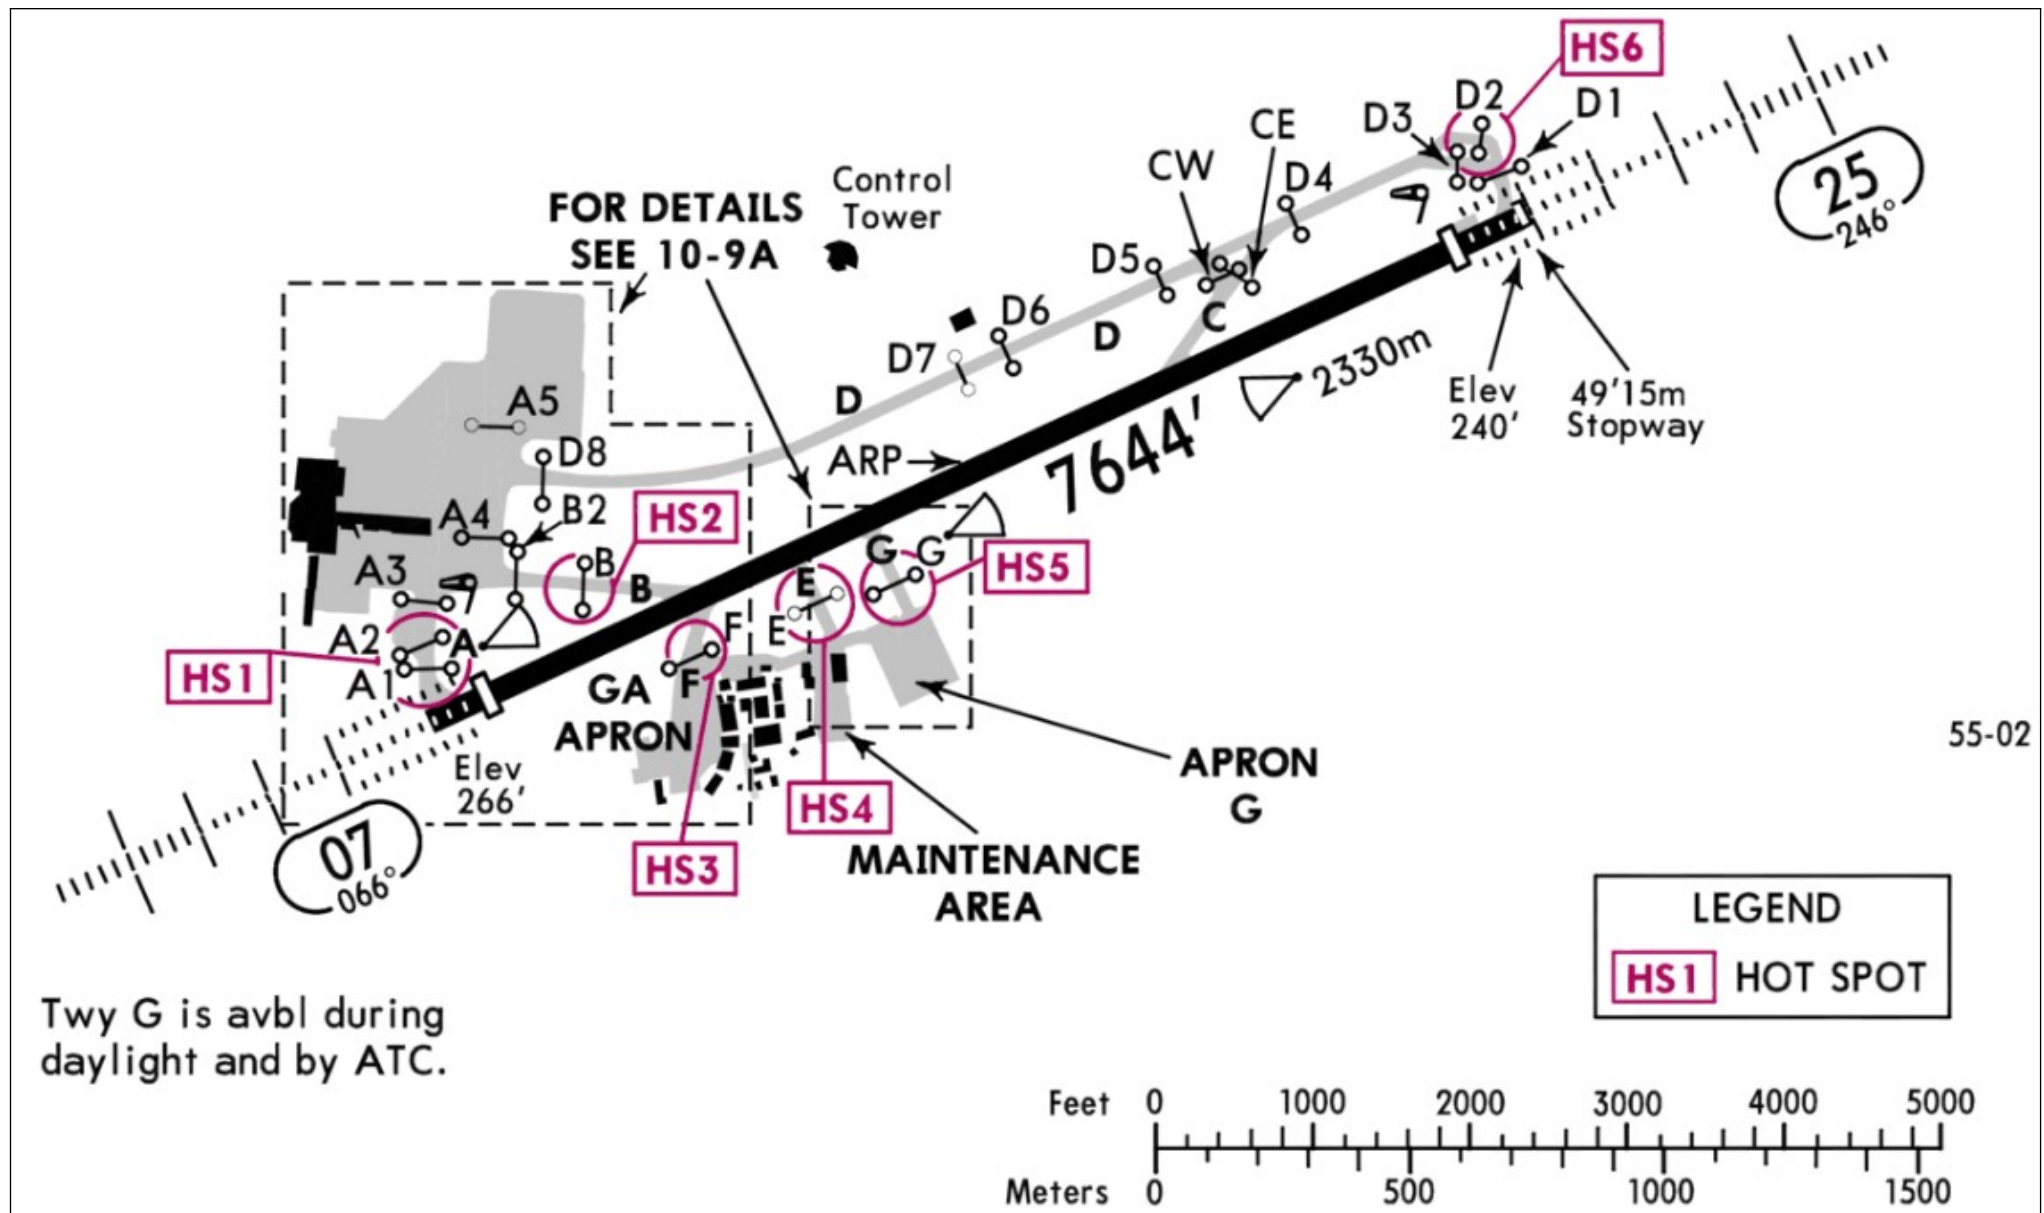 HS6
D2
D1
D3
CE
CW
D4
25
246°
Control
Tower
FOR DETAILS
SEE 10-9A
D5
C
D6
D
D7
D
2330m
Elev
240'
49'15m
Stopway
A5
D8
ARP
7644'
A4
B2
HS2
G
G
HS5
A3
B
B
E
E
A2
A
F
HS1
A1
GA
APRON
F
55-02
Elev
266'
APRON
G
HS4
07
066°
HS3
MAINTENANCE
AREA
LEGEND
HS1 HOT SPOT
Twy G is avbl during
daylight and by ATC.
Feet 0 1000 2000 3000 4000 5000
Meters 0 500 1000 1500